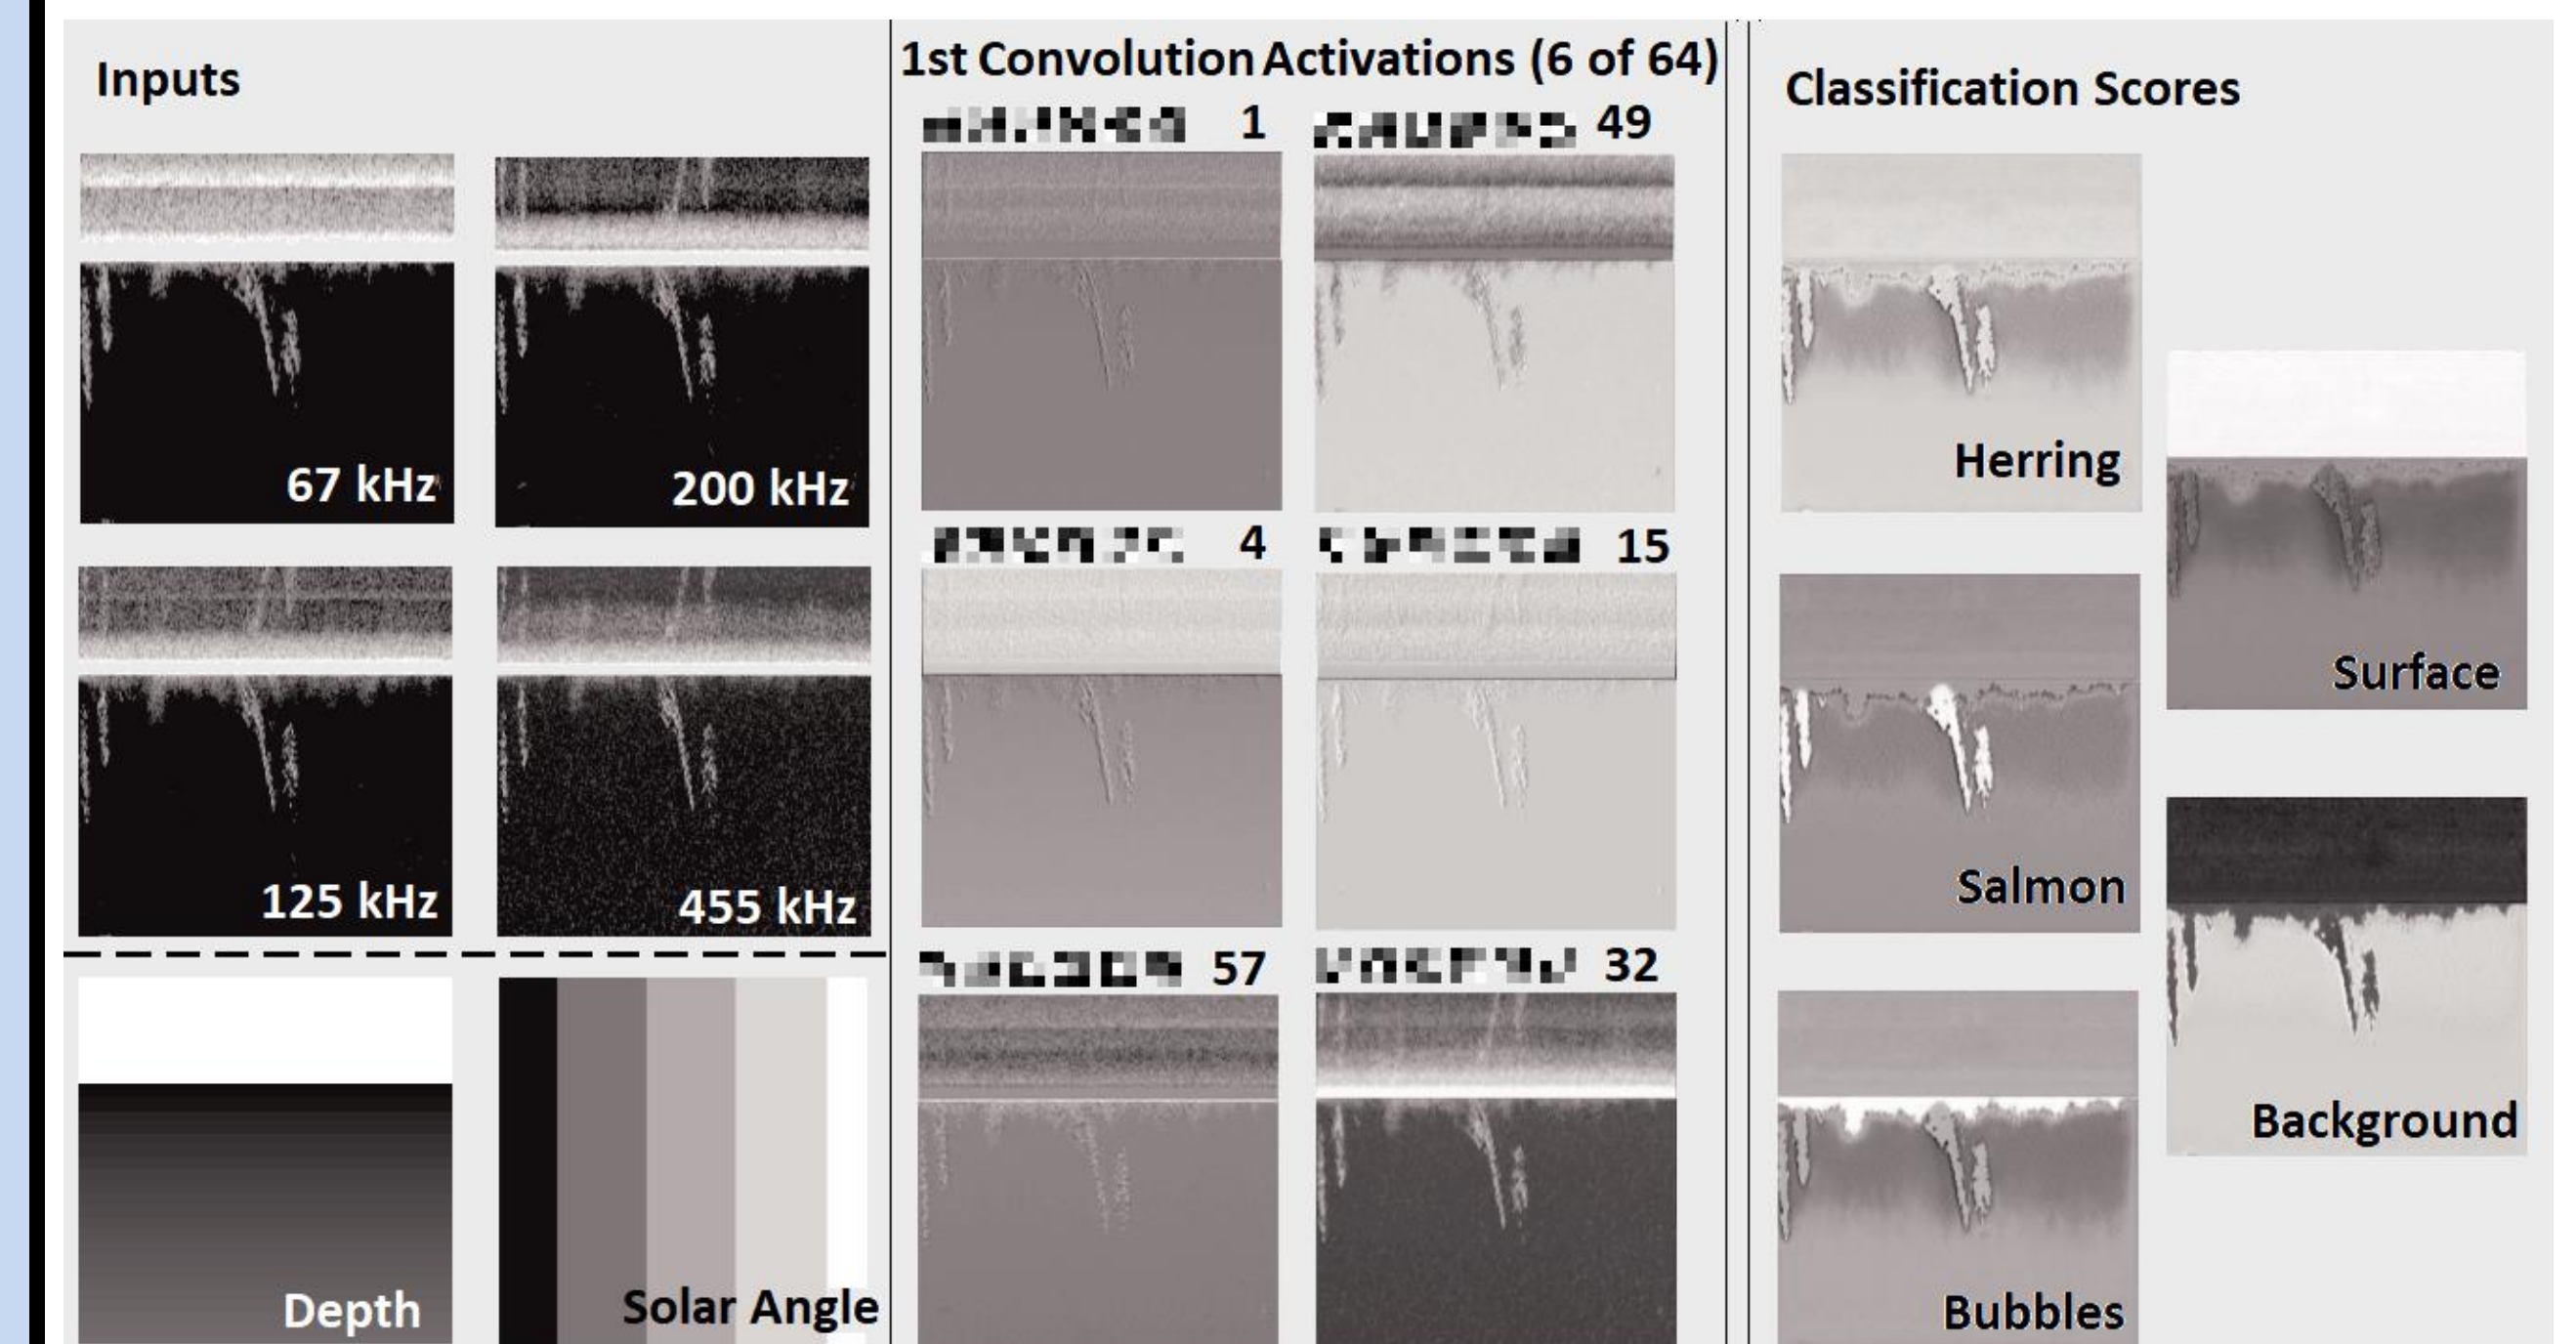 Inputs
67 kHz
200 kHz
125 kHz
455 kHz
Depth
Solar Angle
1st Convolution Activations (6 of 64)
1
49
4
15
57
32
Classification Scores
Herring
Surface
Salmon
Background
Bubbles